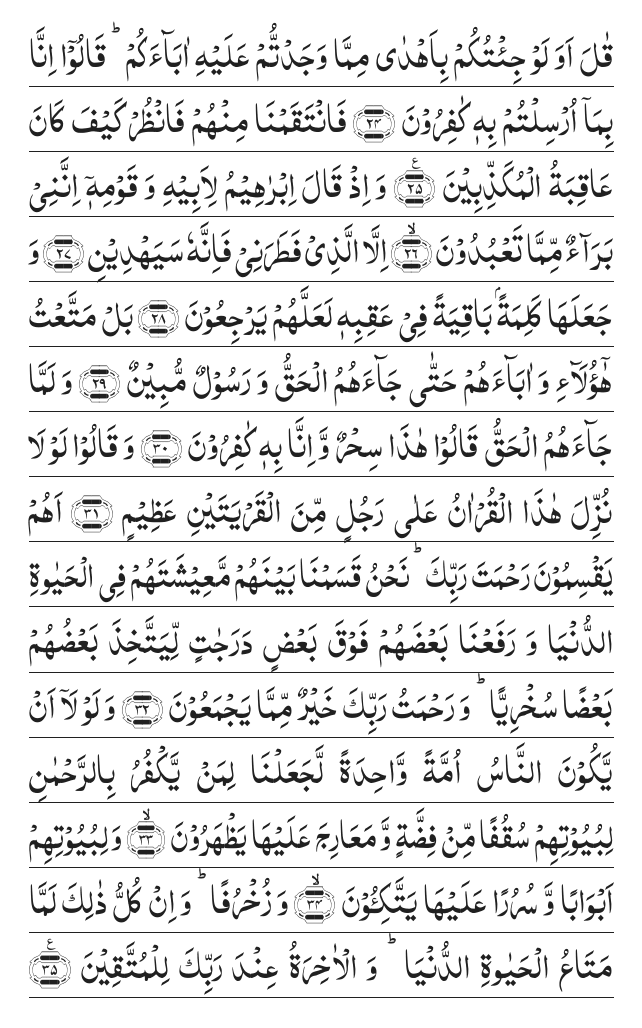 قٰلَ اَوَ لَوْ جِئْتُكُمْ بِاَهْدٰى مِمَّا وَجَدْتُّمْ عَلَيْهِ اٰبَآءَكُمْ ؕ قَالُوْۤا اِنَّا
بِمَاۤ اُرْسِلْتُمْ بِهٖ كٰفِرُوْنَ ﴿۲۴﴾ فَانْتَقَمْنَا مِنْهُمْ فَانْظُرْ كَيْفَ كَانَ
عَاقِبَةُ الْمُكَذِّبِيْنَ ﴿۲۵﴾ؑ وَ اِذْ قَالَ اِبْرٰهِيْمُ لِاَبِيْهِ وَ قَوْمِهٖۤ اِنَّنِيْ
بَرَآءٌ مِّمَّا تَعْبُدُوْنَ ﴿۲۶﴾ۙ اِلَّا الَّذِيْ فَطَرَنِيْ فَاِنَّهٗ سَيَهْدِيْنِ ﴿۲۷﴾ وَ
جَعَلَهَا كَلِمَةًۢ بَاقِيَةً فِيْ عَقِبِهٖ لَعَلَّهُمْ يَرْجِعُوْنَ ﴿۲۸﴾ بَلْ مَتَّعْتُ
هٰۤؤُلَآءِ وَ اٰبَآءَهُمْ حَتّٰى جَآءَهُمُ الْحَقُّ وَ رَسُوْلٌ مُّبِيْنٌ ﴿۲۹﴾ وَ لَمَّا
جَآءَهُمُ الْحَقُّ قَالُوْا هٰذَا سِحْرٌ وَّ اِنَّا بِهٖ كٰفِرُوْنَ ﴿۳۰﴾ وَ قَالُوْا لَوْ لَا
نُزِّلَ هٰذَا الْقُرْاٰنُ عَلٰى رَجُلٍ مِّنَ الْقَرْيَتَيْنِ عَظِيْمٍ ﴿۳۱﴾ اَهُمْ
يَقْسِمُوْنَ رَحْمَتَ رَبِّكَ ؕ نَحْنُ قَسَمْنَا بَيْنَهُمْ مَّعِيْشَتَهُمْ فِي الْحَيٰوةِ
الدُّنْيَا وَ رَفَعْنَا بَعْضَهُمْ فَوْقَ بَعْضٍ دَرَجٰتٍ لِّيَتَّخِذَ بَعْضُهُمْ
بَعْضًا سُخْرِيًّا ؕ وَ رَحْمَتُ رَبِّكَ خَيْرٌ مِّمَّا يَجْمَعُوْنَ ﴿۳۲﴾ وَ لَوْ لَاۤ اَنْ
يَّكُوْنَ النَّاسُ اُمَّةً وَّاحِدَةً لَّجَعَلْنَا لِمَنْ يَّكْفُرُ بِالرَّحْمٰنِ
لِبُيُوْتِهِمْ سُقُفًا مِّنْ فِضَّةٍ وَّ مَعَارِجَ عَلَيْهَا يَظْهَرُوْنَ ﴿۳۳﴾ۙ وَ لِبُيُوْتِهِمْ
اَبْوَابًا وَّ سُرُرًا عَلَيْهَا يَتَّكِئُوْنَ ﴿۳۴﴾ۙ وَ زُخْرُفًا ؕ وَ اِنْ كُلُّ ذٰلِكَ لَمَّا
مَتَاعُ الْحَيٰوةِ الدُّنْيَا ؕ وَ الْاٰخِرَةُ عِنْدَ رَبِّكَ لِلْمُتَّقِيْنَ ﴿۳۵﴾ؑ